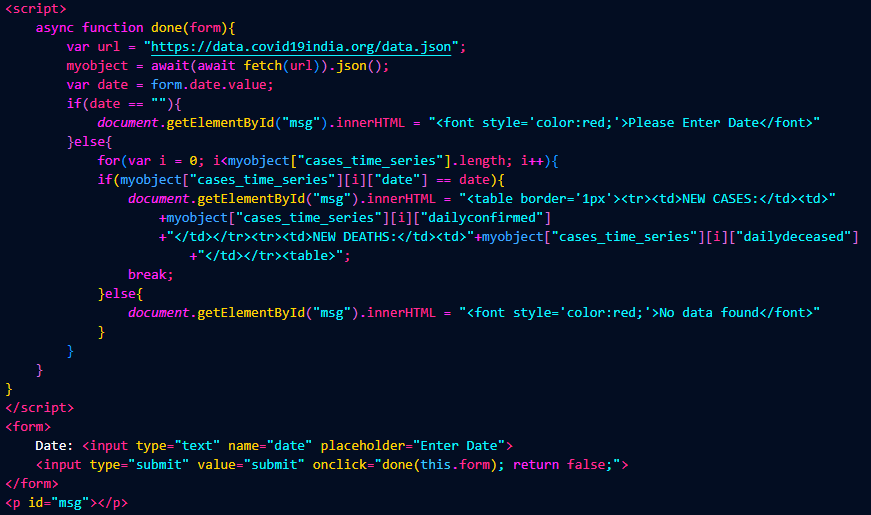 <script>
async function done(form){
var url = "https://data.covid19india.org/data.json";
myobject = await(await fetch(url)).json();
var date = form.date.value;
if(date == ""){
document.getElementById("msg").innerHTML = "<font style='color:red;'>Please Enter Date</font>"
}else{
for(var i = 0; i<myobject["cases_time_series"].length; i++){
if(myobject["cases_time_series"][i]["date"] == date){
document.getElementById("msg").innerHTML = "<table border='1px'><tr><td>NEW CASES:</td><td>"
+myobject["cases_time_series"][i]["dailyconfirmed"]
+"</td></tr><tr><td>NEW DEATHS:</td><td>"+myobject["cases_time_series"][i]["dailydeceased"]
+"</td></tr><table>";
break;
}else{
document.getElementById("msg").innerHTML = "<font style='color:red;'>No data found</font>"
}
}
}
}
</script>
<form>
Date: <input type="text" name="date" placeholder="Enter Date">
<input type="submit" value="submit" onclick="done(this.form); return false;">
</form>
<p id="msg"></p>